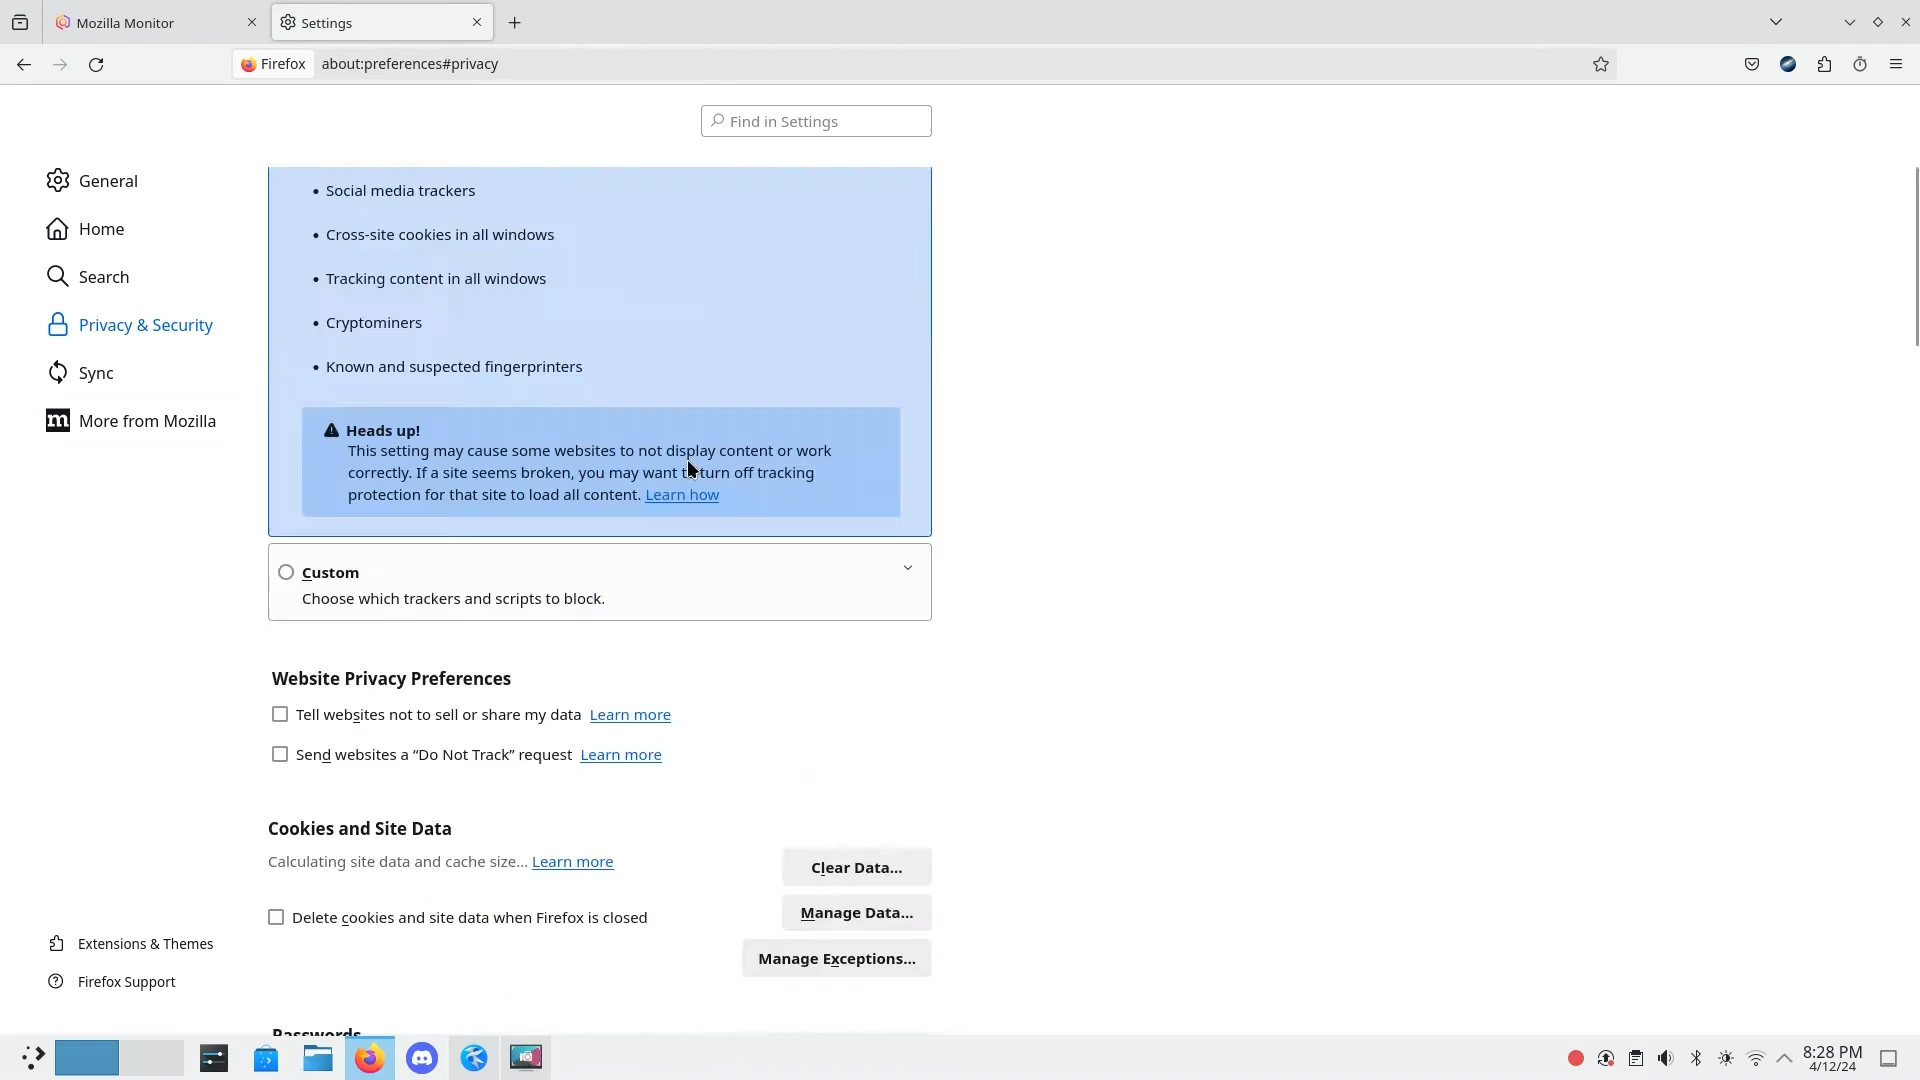 Mozilla Monitor
Settings
Firefox
about:preferences#privacy
Find in Settings
General
Home
Search
Privacy & Security
Sync
More from Mozilla
Extensions & Themes
Firefox Support
• Social media trackers
• Cross-site cookies in all windows
• Tracking content in all windows
• Cryptominers
• Known and suspected fingerprinters
Heads up!
This setting may cause some websites to not display content or work
correctly. If a site seems broken, you may want to turn off tracking
protection for that site to load all content. Learn how
Custom
Choose which trackers and scripts to block.
Website Privacy Preferences
Tell websites not to sell or share my data Learn more
Send websites a “Do Not Track” request Learn more
Cookies and Site Data
Calculating site data and cache size... Learn more
Clear Data...
Delete cookies and site data when Firefox is closed
Manage Data...
Manage Exceptions...
Passwords
8:28 PM
4/12/24